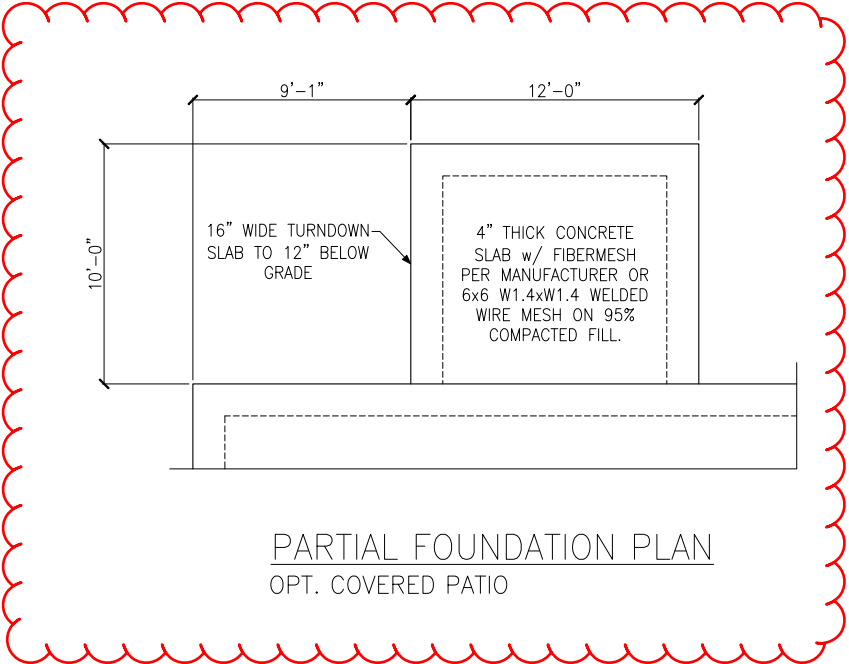 9'-1"
12'-0"
10'-0"
16" WIDE TURNDOWN
SLAB TO 12" BELOW
GRADE
4" THICK CONCRETE
SLAB w/ FIBERMESH
PER MANUFACTURER OR
6x6 W1.4xW1.4 WELDED
WIRE MESH ON 95%
COMPACTED FILL.
PARTIAL FOUNDATION PLAN
OPT. COVERED PATIO